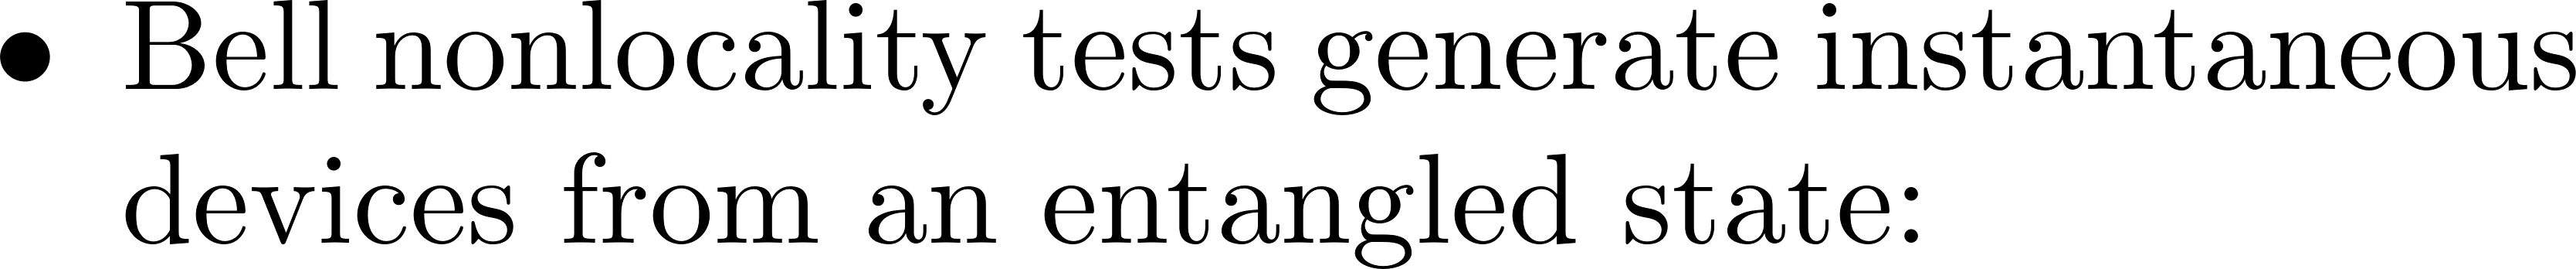 • Bell nonlocality tests generate instantaneous
devices from an entangled state: